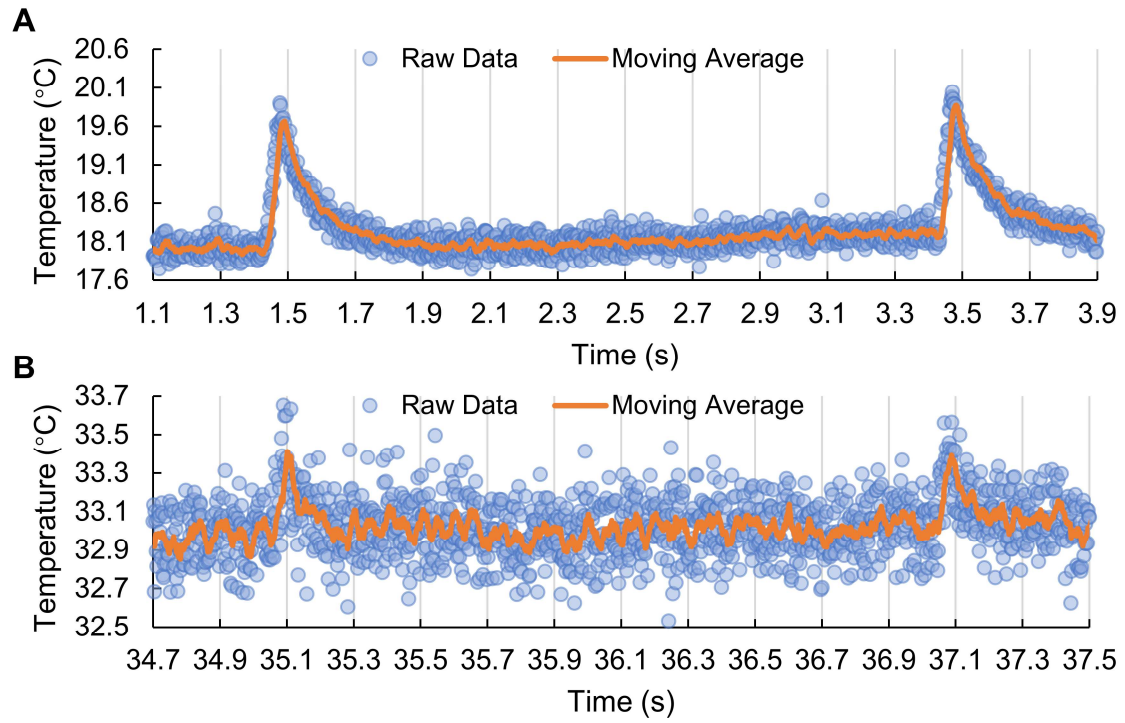 A
Raw Data Moving Average
Temperature (°C)
20.6
20.1
19.6
19.1
18.6
18.1
17.6
1.1 1.3 1.5 1.7 1.9 2.1 2.3 2.5 2.7 2.9 3.1 3.3 3.5 3.7 3.9
Time (s)
B
Raw Data Moving Average
Temperature (°C)
33.7
33.5
33.3
33.1
32.9
32.7
32.5
34.7 34.9 35.1 35.3 35.5 35.7 35.9 36.1 36.3 36.5 36.7 36.9 37.1 37.3 37.5
Time (s)